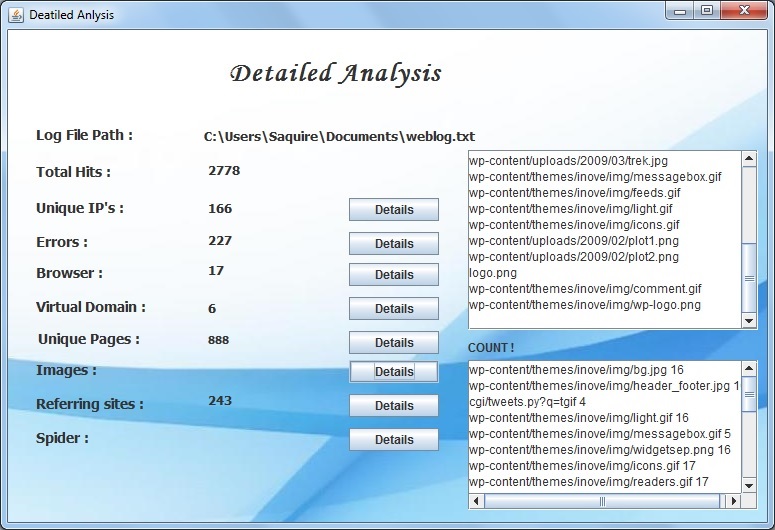 Deatiled Anlysis
Detailed Analysis
Log File Path :
C:\Users\Saquire\Documents\weblog.txt
Total Hits :
2778
Unique IP's :
166
Details
Errors :
227
Details
Browser :
17
Details
Virtual Domain :
6
Details
Unique Pages :
888
Details
Images :
Details
Referring sites :
243
Details
Spider :
Details
wp-content/uploads/2009/03/trek.jpg
wp-content/themes/inove/img/messagebox.gif
wp-content/themes/inove/img/feeds.gif
wp-content/themes/inove/img/light.gif
wp-content/themes/inove/img/icons.gif
wp-content/uploads/2009/02/plot1.png
wp-content/uploads/2009/02/plot2.png
logo.png
wp-content/themes/inove/img/comment.gif
wp-content/themes/inove/img/wp-logo.png
COUNT !
wp-content/themes/inove/img/bg.jpg 16
wp-content/themes/inove/img/header_footer.jpg 1
cgi/tweets.py?q=tgif 4
wp-content/themes/inove/img/light.gif 16
wp-content/themes/inove/img/messagebox.gif 5
wp-content/themes/inove/img/widgetsep.png 16
wp-content/themes/inove/img/icons.gif 17
wp-content/themes/inove/img/readers.gif 17